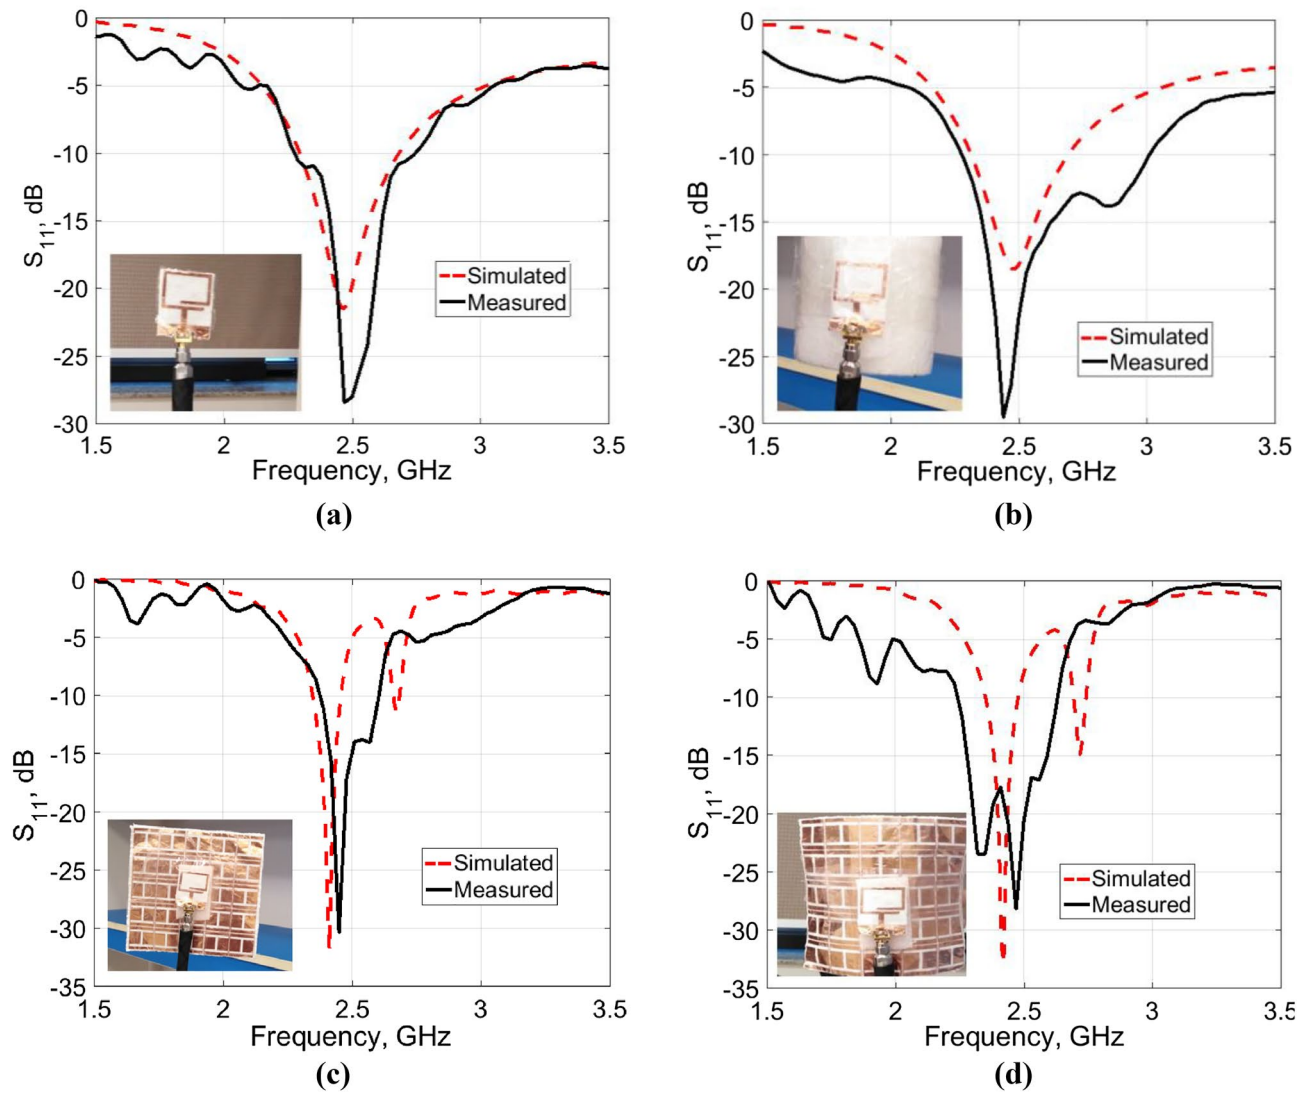 0
-5
-10
-15
-20
-25
-30
S11, dB
Simulated
Measured
1.5 2 2.5 3 3.5
Frequency, GHz
(a)
0
-5
-10
-15
-20
-25
-30
S11, dB
Simulated
Measured
1.5 2 2.5 3 3.5
Frequency, GHz
(b)
0
-5
-10
-15
-20
-25
-30
-35
S11, dB
Simulated
Measured
1.5 2 2.5 3 3.5
Frequency, GHz
(c)
0
-5
-10
-15
-20
-25
-30
-35
S11, dB
Simulated
Measured
1.5 2 2.5 3 3.5
Frequency, GHz
(d)